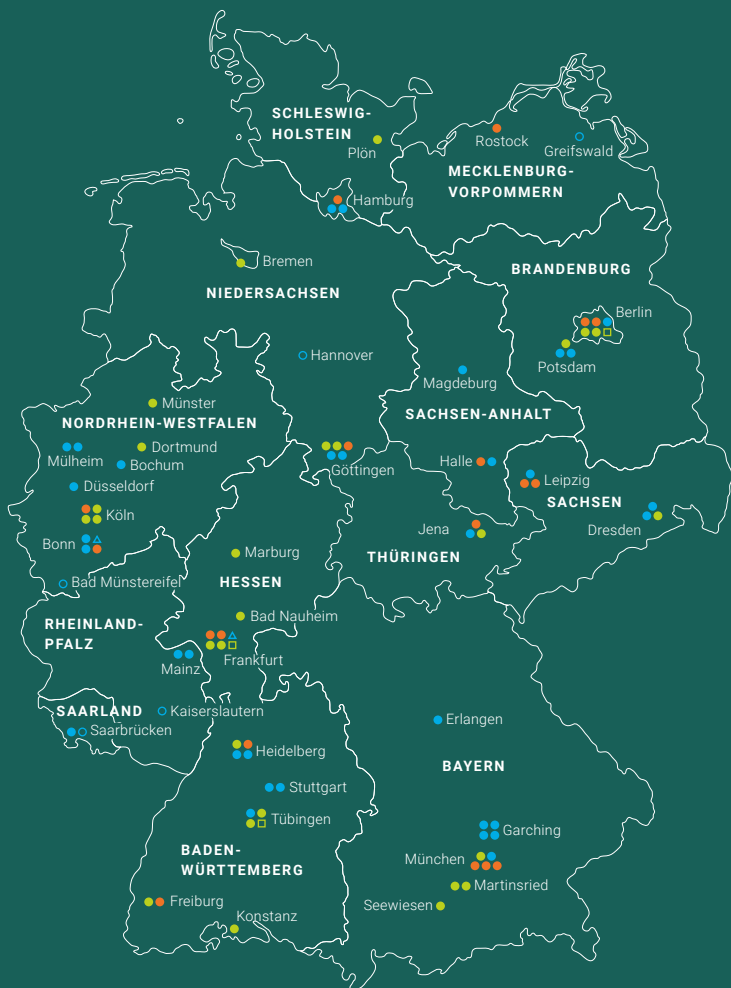 SCHLESWIG-
HOLSTEIN
Plön
Rostock
Greifswald
MECKLENBURG-
VORPOMMERN
Hamburg
Bremen
NIEDERSACHSEN
BRANDENBURG
Berlin
Potsdam
Hannover
Magdeburg
SACHSEN-ANHALT
Münster
NORDRHEIN-WESTFALEN
Dortmund
Mülheim
Bochum
Düsseldorf
Köln
Bonn
Bad Münstereifel
Göttingen
Halle
Leipzig
SACHSEN
Dresden
Jena
THÜRINGEN
Marburg
HESSEN
Bad Nauheim
Frankfurt
RHEINLAND-
PFALZ
Mainz
SAARLAND
Kaiserslautern
Saarbrücken
Heidelberg
Stuttgart
Tübingen
BADEN-
WÜRTTEMBERG
Freiburg
Konstanz
Erlangen
BAYERN
Garching
München
Martinsried
Seewiesen